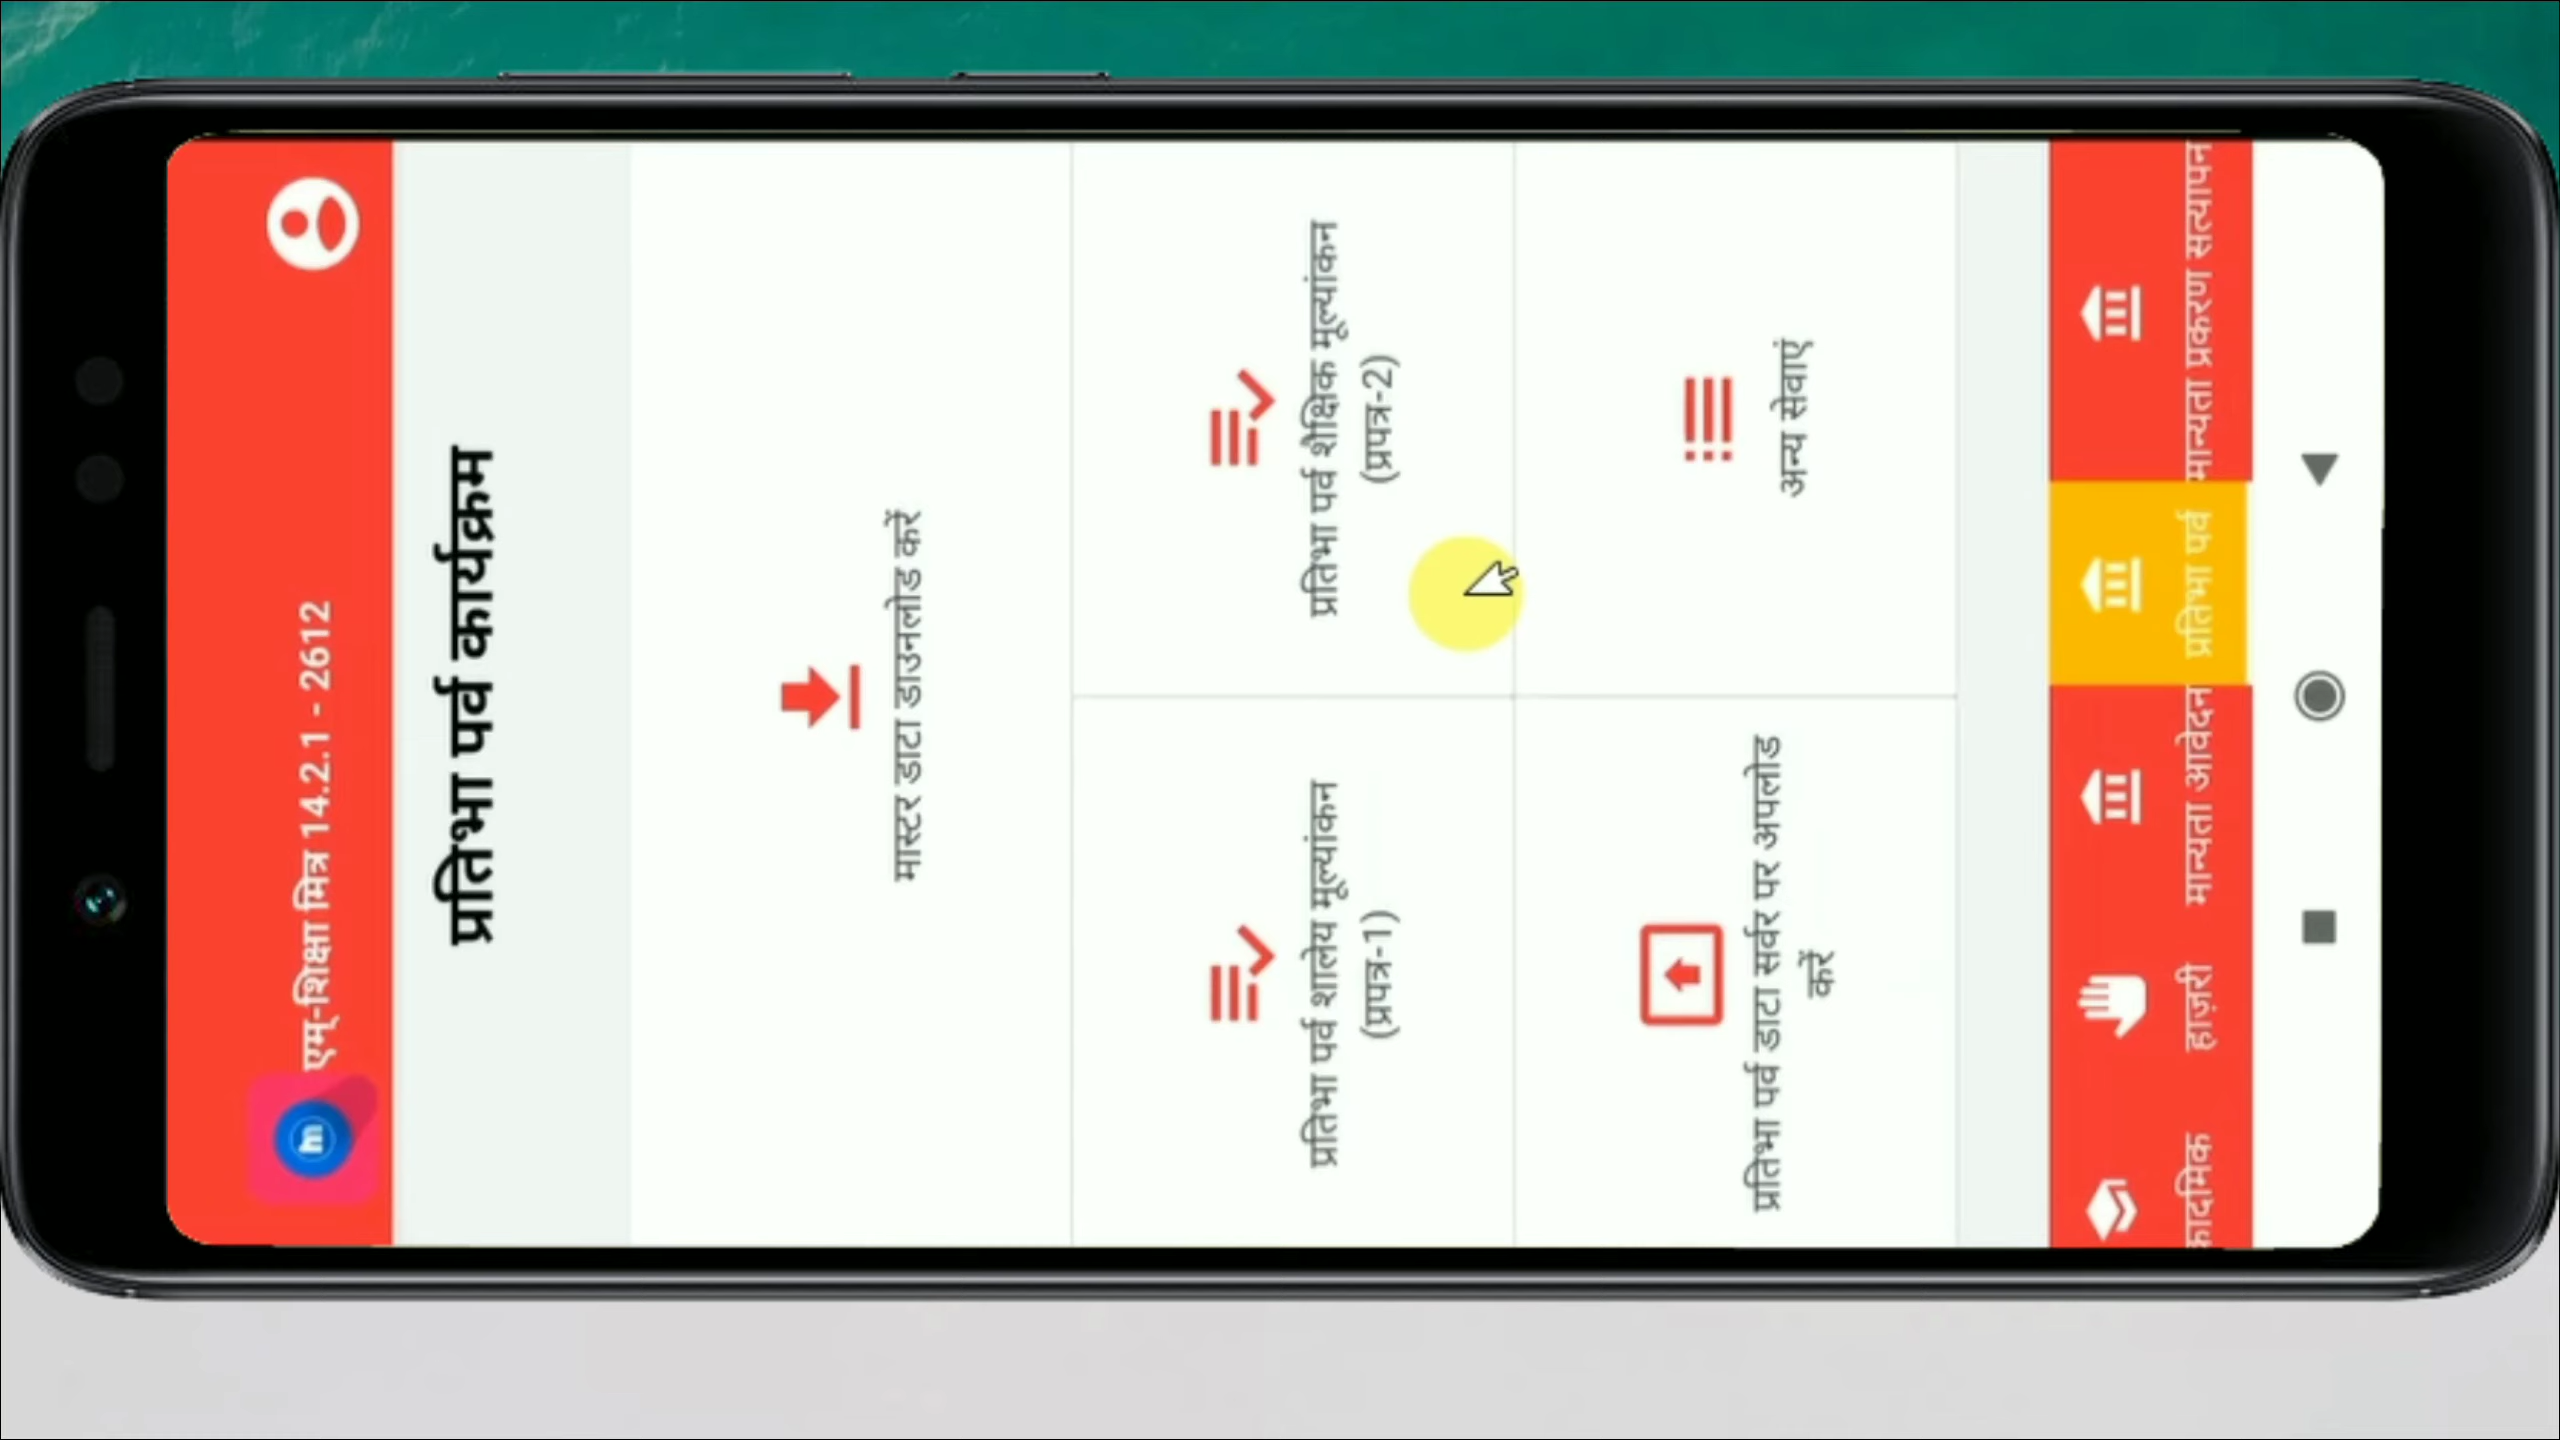 एम-शिक्षा मित्र 14.2.1 - 2612
प्रतिभा पर्व कार्यक्रम
मास्टर डाटा डाउनलोड करें
प्रतिभा पर्व शालेय मूल्यांकन
(प्रपत्र-1)
प्रतिभा पर्व शैक्षिक मूल्यांकन
(प्रपत्र-2)
प्रतिभा पर्व डाटा सर्वर पर अपलोड
करें
अन्य सेवाएं
कादमिक
हाज़री
मान्यता आवेदन
प्रतिभा पर्व
मान्यता प्रकरण सत्यापन